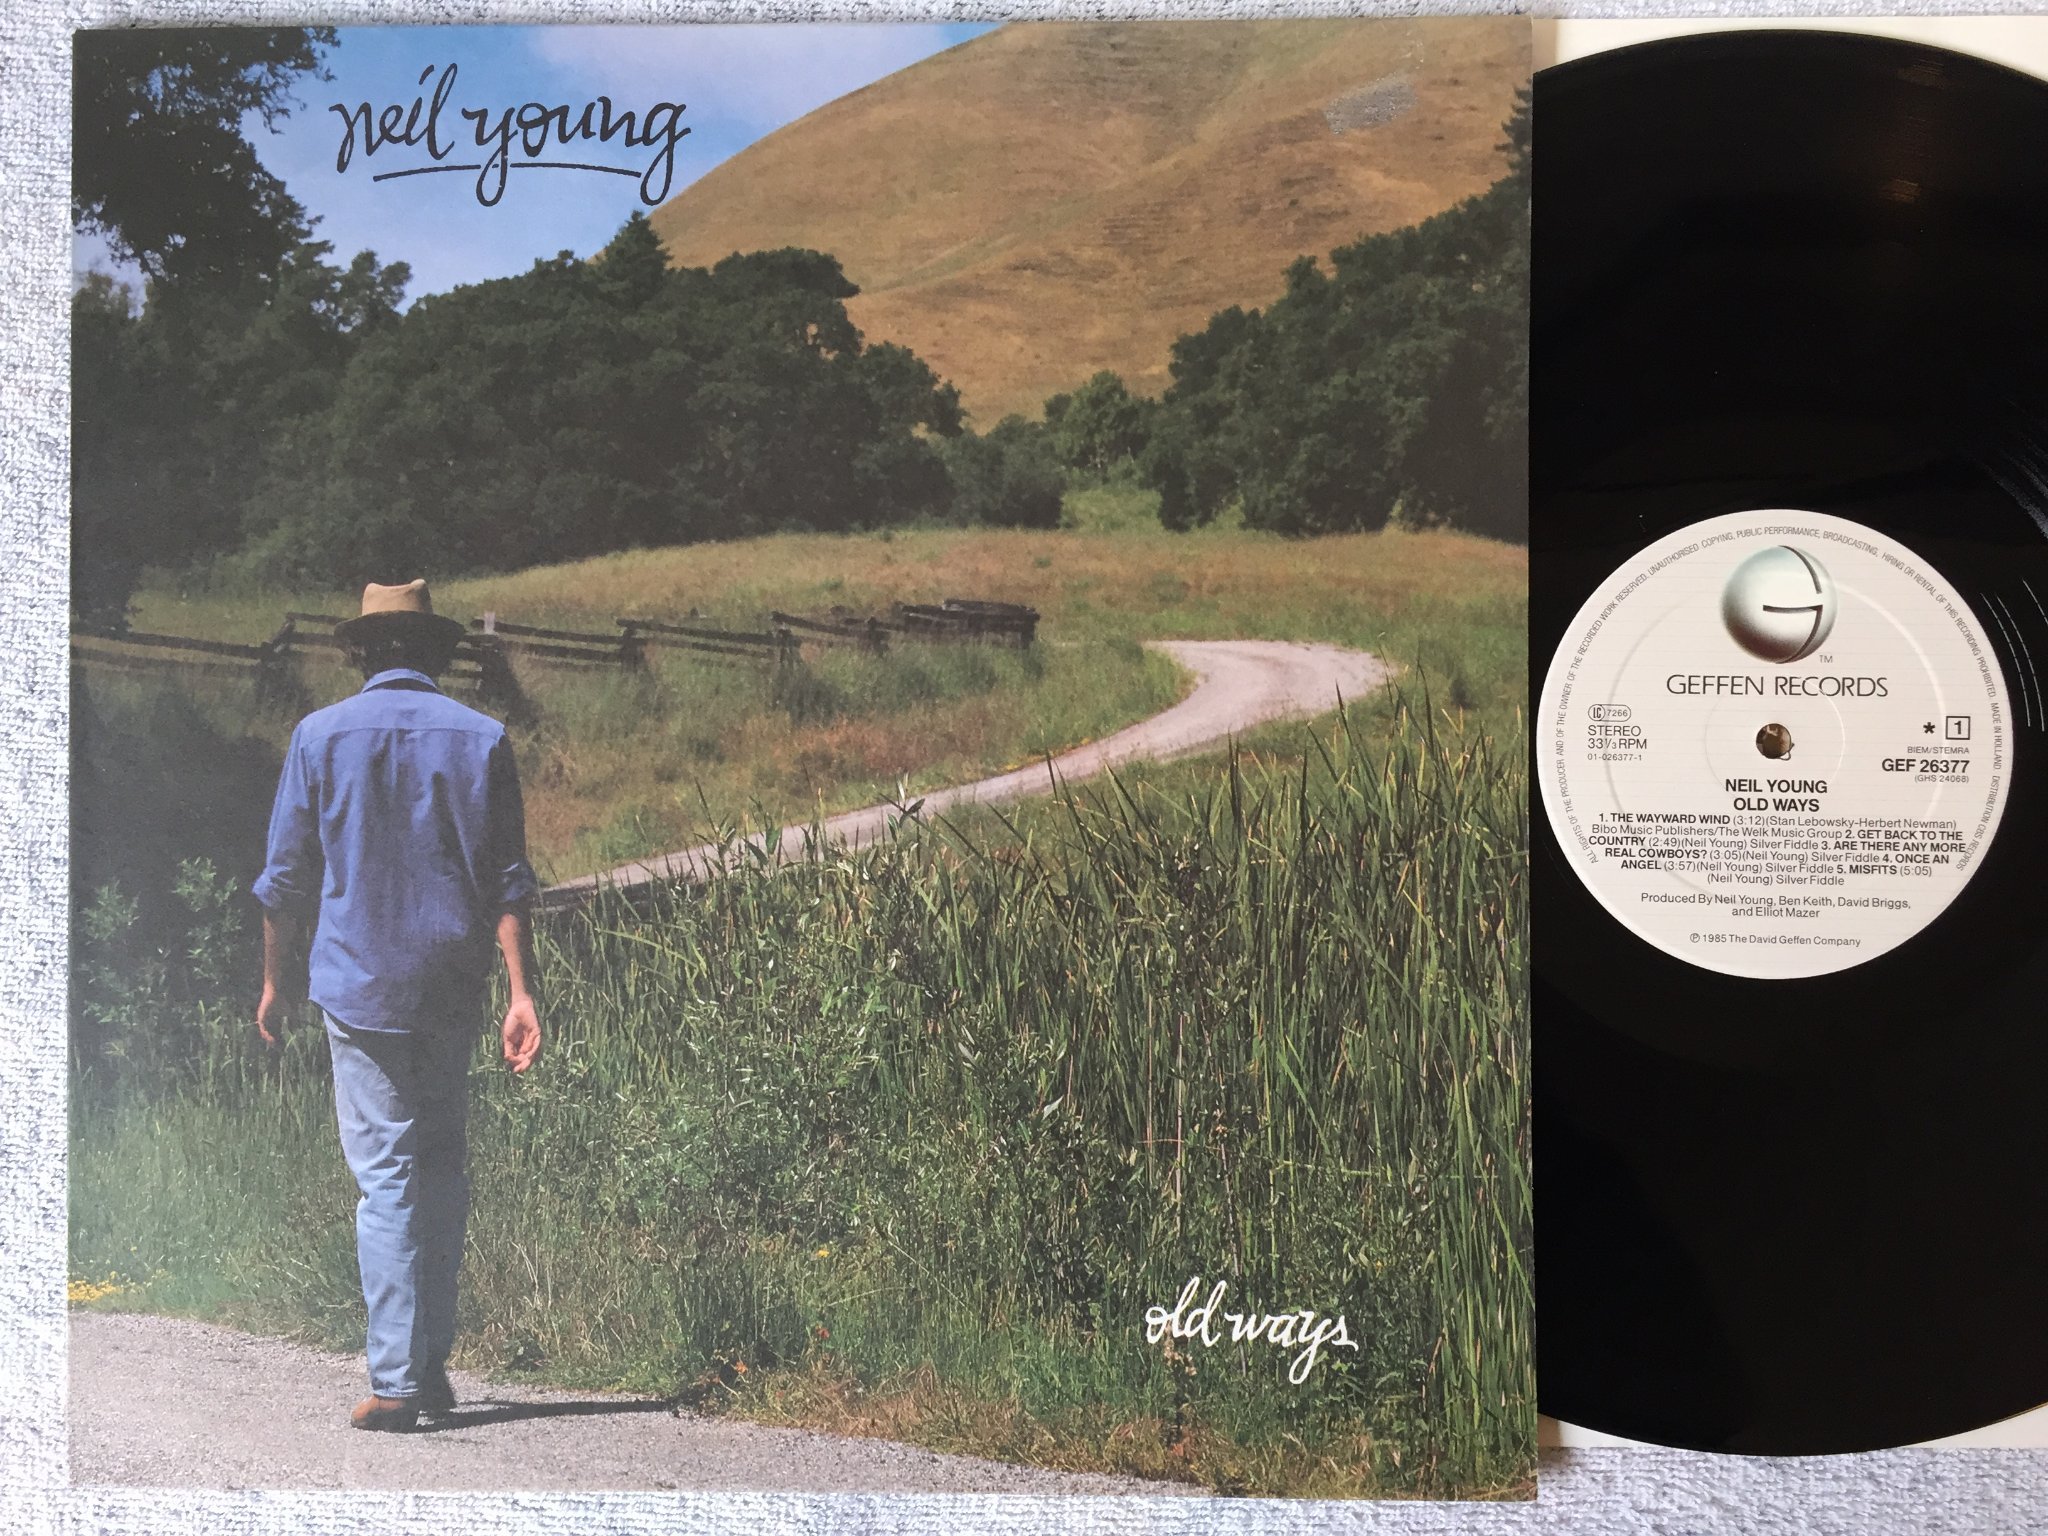 neil young
old ways
ALL RIGHTS OF THE PRODUCER AND OF THE OWNER OF THE RECORDED WORK RESERVED. UNAUTHORISED COPYING, PUBLIC PERFORMANCE, BROADCASTING, HIRING OR RENTAL OF THIS RECORDING PROHIBITED. MADE IN HOLLAND DISTRIBUTION CBS RECORDS
TM
GEFFEN RECORDS
LC 7266
STEREO
33⅓ RPM
01-026377-1
* 1
BIEM/STEMRA
GEF 26377
(GHS 24068)
NEIL YOUNG
OLD WAYS
1. THE WAYWARD WIND (3:12)(Stan Lebowsky-Herbert Newman)
Bibo Music Publishers/The Welk Music Group 2. GET BACK TO THE
COUNTRY (2:49)(Neil Young) Silver Fiddle 3. ARE THERE ANY MORE
REAL COWBOYS? (3:05)(Neil Young) Silver Fiddle 4. ONCE AN
ANGEL (3:57)(Neil Young) Silver Fiddle 5. MISFITS (5:05)
(Neil Young) Silver Fiddle
Produced By Neil Young, Ben Keith, David Briggs,
and Elliot Mazer
℗ 1985 The David Geffen Company